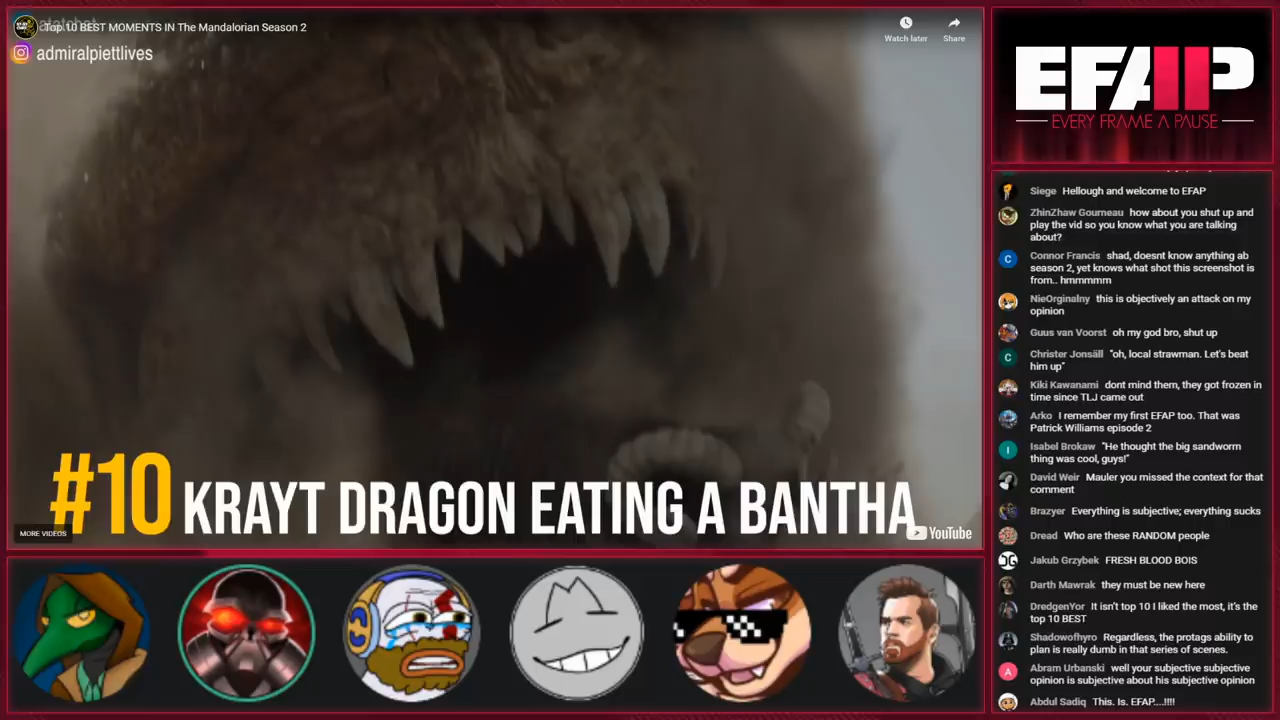 Top 10 BEST MOMENTS IN The Mandalorian Season 2
admiralpiettlives
Watch later
Share
#10 KRAYT DRAGON EATING A BANTHA
MORE VIDEOS
YouTube
EFAP
EVERY FRAME A PAUSE
Siege Hellough and welcome to EFAP
ZhinZhaw Gourneau how about you shut up and
play the vid so you know what you are talking
about?
C
Connor Francis shad, doesnt know anything ab
season 2, yet knows what shot this screenshot is
from.. hmmmmm
NieOrginalny this is objectively an attack on my
opinion
Guus van Voorst oh my god bro, shut up
C
Christer Jonsäll "oh, local strawman. Let's beat
him up"
Kiki Kawanami dont mind them, they got frozen in
time since TLJ came out
Arko I remember my first EFAP too. That was
Patrick Williams episode 2
I
Isabel Brokaw "He thought the big sandworm
thing was cool, guys!"
David Weir Mauler you missed the context for that
comment
Brazyer Everything is subjective; everything sucks
Dread Who are these RANDOM people
Jakub Grzybek FRESH BLOOD BOIS
Darth Mawrak they must be new here
DredgenYor It isn't top 10 I liked the most, it's the
top 10 BEST
Shadowofhyro Regardless, the protags ability to
plan is really dumb in that series of scenes.
A
Abram Urbanski well your subjective subjective
opinion is subjective about his subjective opinion
Abdul Sadiq This. Is. EFAP....!!!!